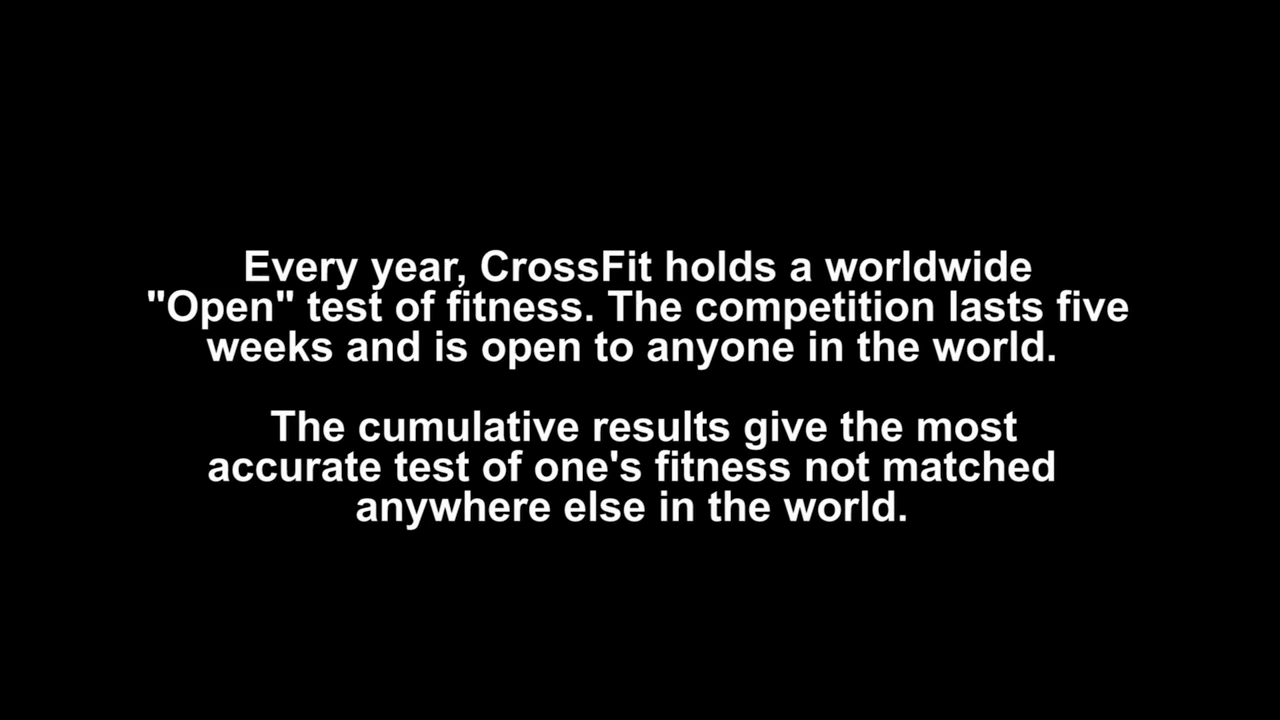 Every year, CrossFit holds a worldwide
"Open" test of fitness. The competition lasts five
weeks and is open to anyone in the world.
The cumulative results give the most
accurate test of one's fitness not matched
anywhere else in the world.